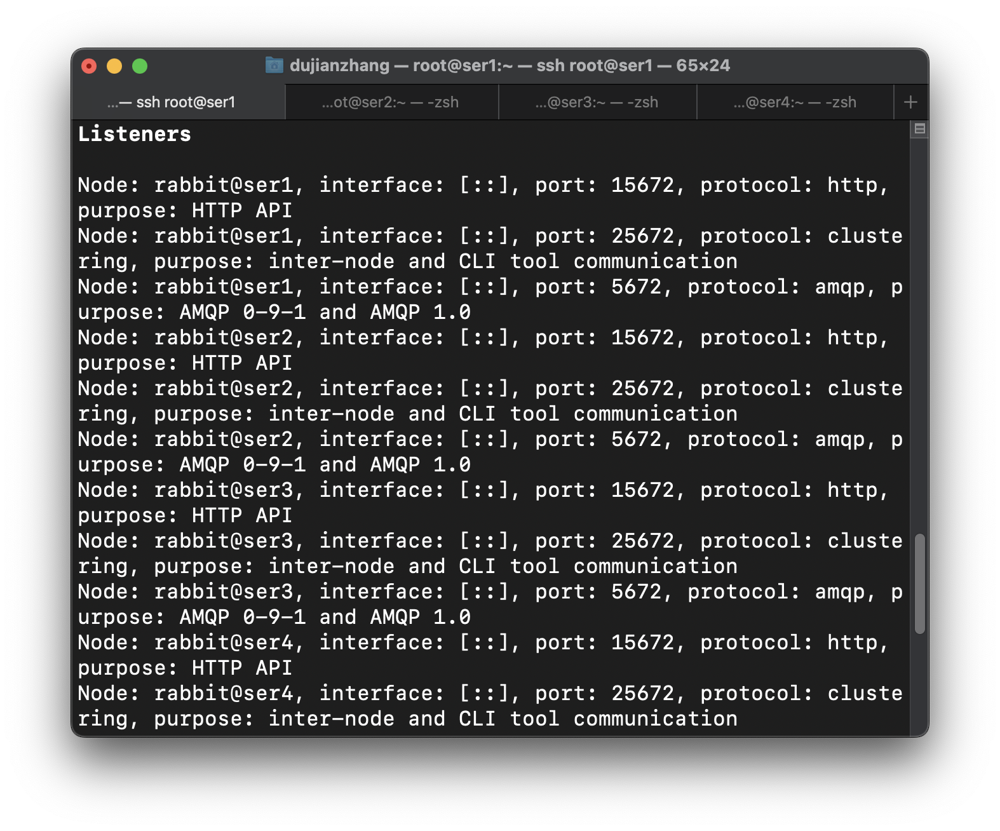 dujianzhang — root@ser1:~ — ssh root@ser1 — 65×24
...— ssh root@ser1
...ot@ser2:~ — -zsh
...@ser3:~ — -zsh
...@ser4:~ — -zsh
+
Listeners
Node: rabbit@ser1, interface: [::], port: 15672, protocol: http,
purpose: HTTP API
Node: rabbit@ser1, interface: [::], port: 25672, protocol: cluste
ring, purpose: inter-node and CLI tool communication
Node: rabbit@ser1, interface: [::], port: 5672, protocol: amqp, p
urpose: AMQP 0-9-1 and AMQP 1.0
Node: rabbit@ser2, interface: [::], port: 15672, protocol: http,
purpose: HTTP API
Node: rabbit@ser2, interface: [::], port: 25672, protocol: cluste
ring, purpose: inter-node and CLI tool communication
Node: rabbit@ser2, interface: [::], port: 5672, protocol: amqp, p
urpose: AMQP 0-9-1 and AMQP 1.0
Node: rabbit@ser3, interface: [::], port: 15672, protocol: http,
purpose: HTTP API
Node: rabbit@ser3, interface: [::], port: 25672, protocol: cluste
ring, purpose: inter-node and CLI tool communication
Node: rabbit@ser3, interface: [::], port: 5672, protocol: amqp, p
urpose: AMQP 0-9-1 and AMQP 1.0
Node: rabbit@ser4, interface: [::], port: 15672, protocol: http,
purpose: HTTP API
Node: rabbit@ser4, interface: [::], port: 25672, protocol: cluste
ring, purpose: inter-node and CLI tool communication